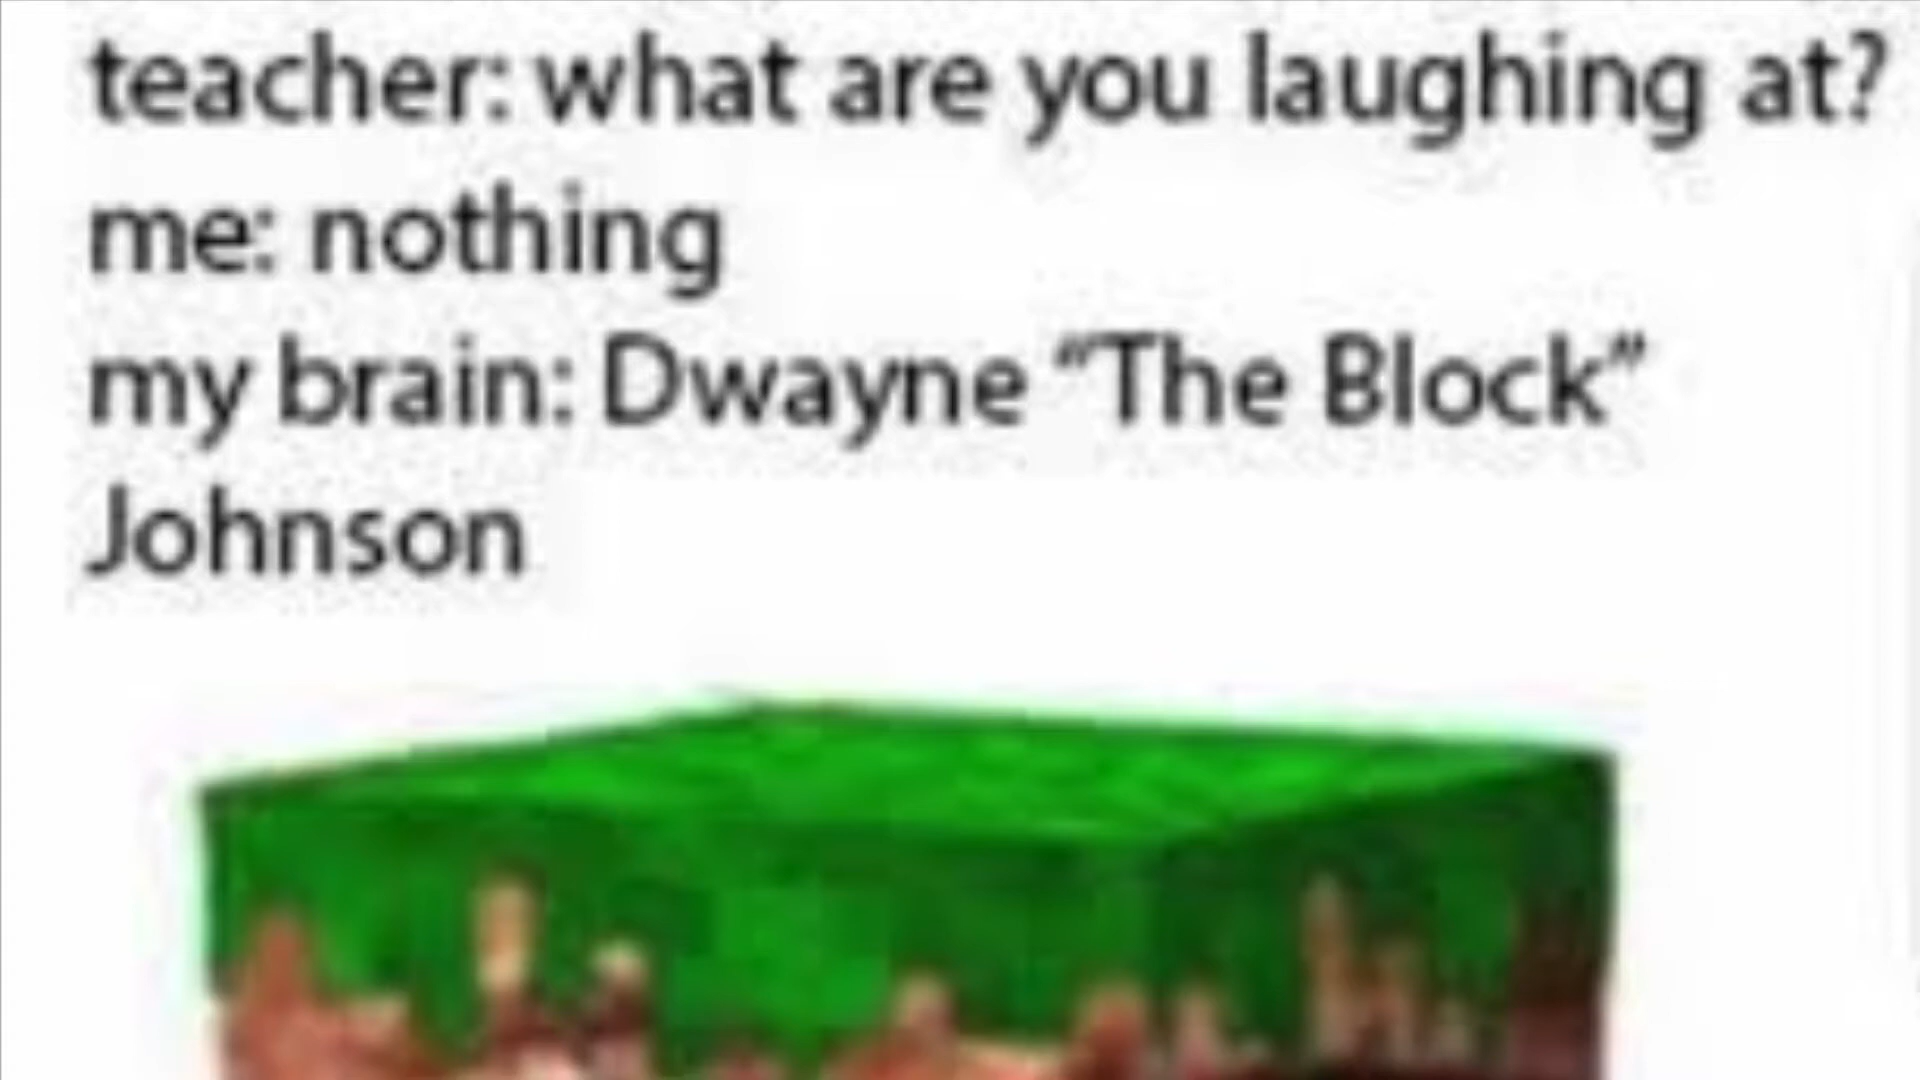 teacher: what are you laughing at?
me: nothing
my brain: Dwayne “The Block”
Johnson